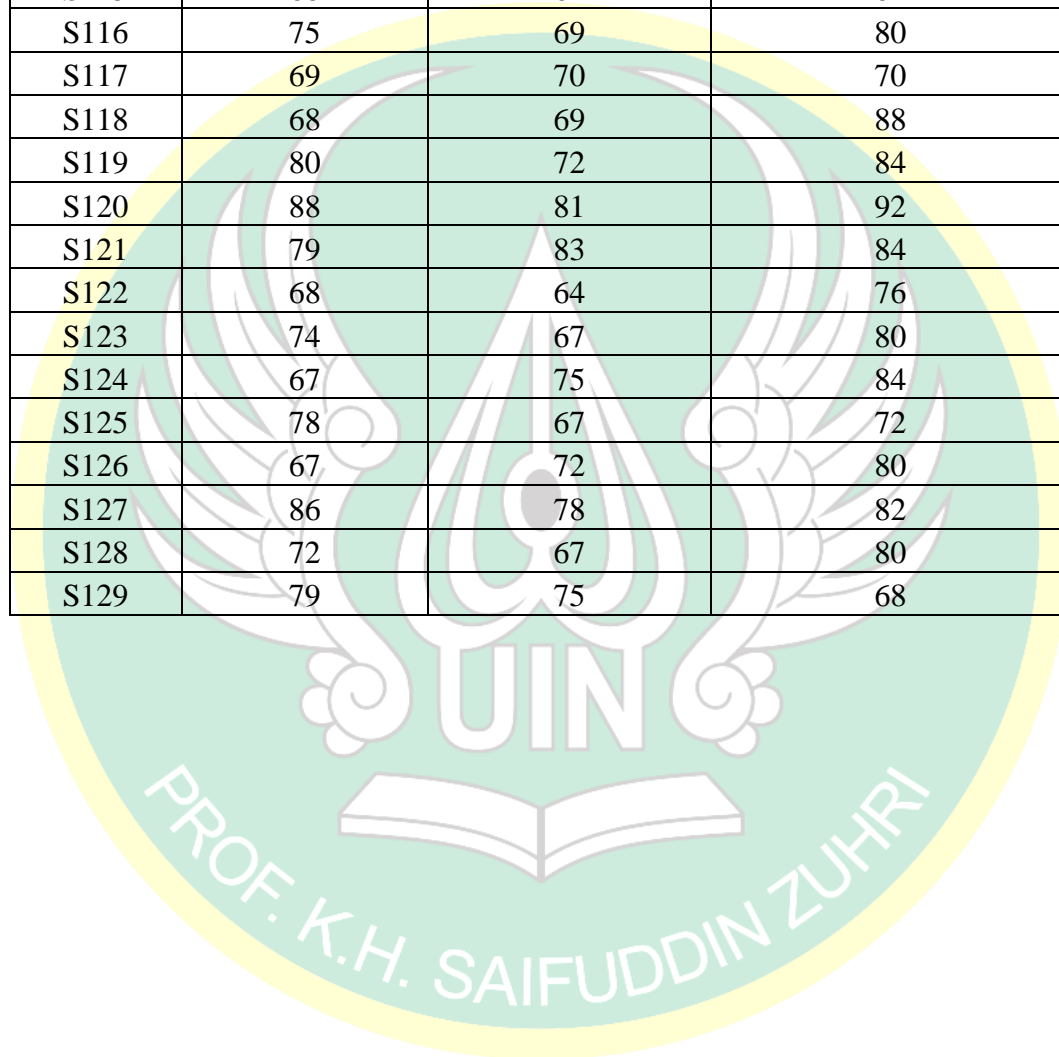 S116 75 69 80
S117 69 70 70
S118 68 69 88
S119 80 72 84
S120 88 81 92
S121 79 83 84
S122 68 64 76
S123 74 67 80
S124 67 75 84
S125 78 67 72
S126 67 72 80
S127 86 78 82
S128 72 67 80
S129 79 75 68
UIN
PROF. K.H. SAIFUDDIN ZUHRI